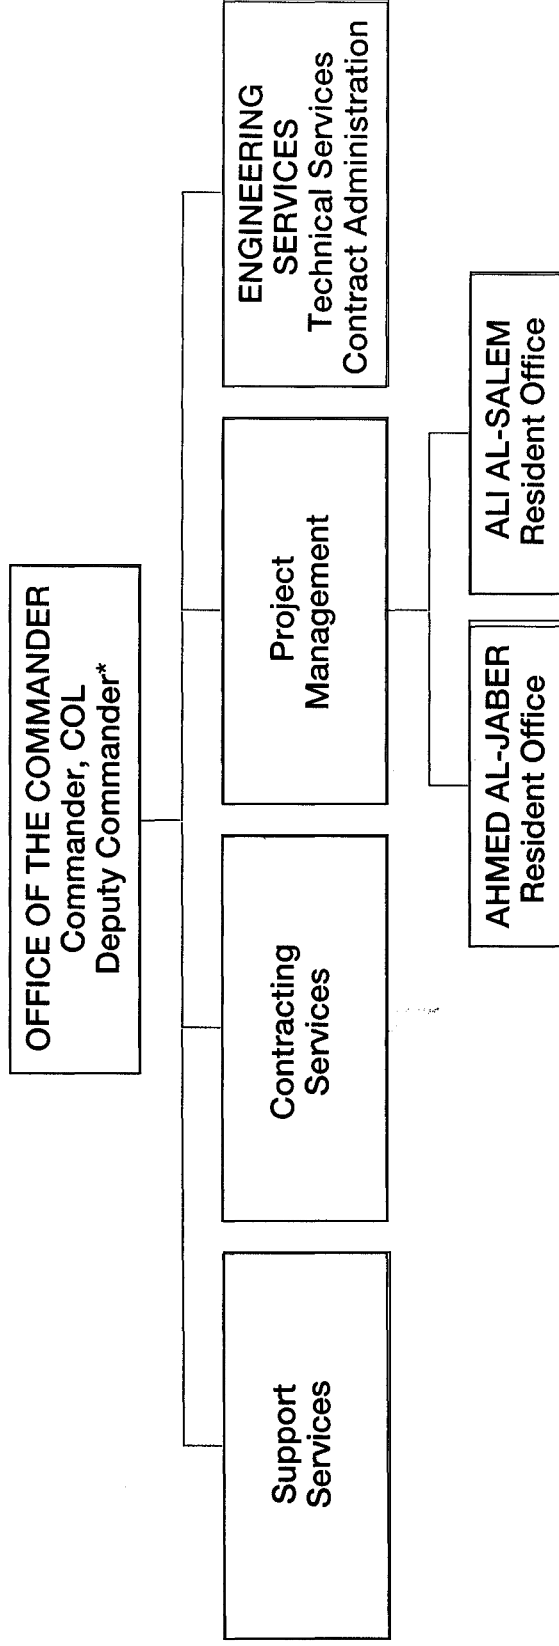 OFFICE OF THE COMMANDER
Commander, COL
Deputy Commander*
Support
Services
Contracting
Services
Project
Management
ENGINEERING
SERVICES
Technical Services
Contract Administration
AHMED AL-JABER
Resident Office
ALI AL-SALEM
Resident Office